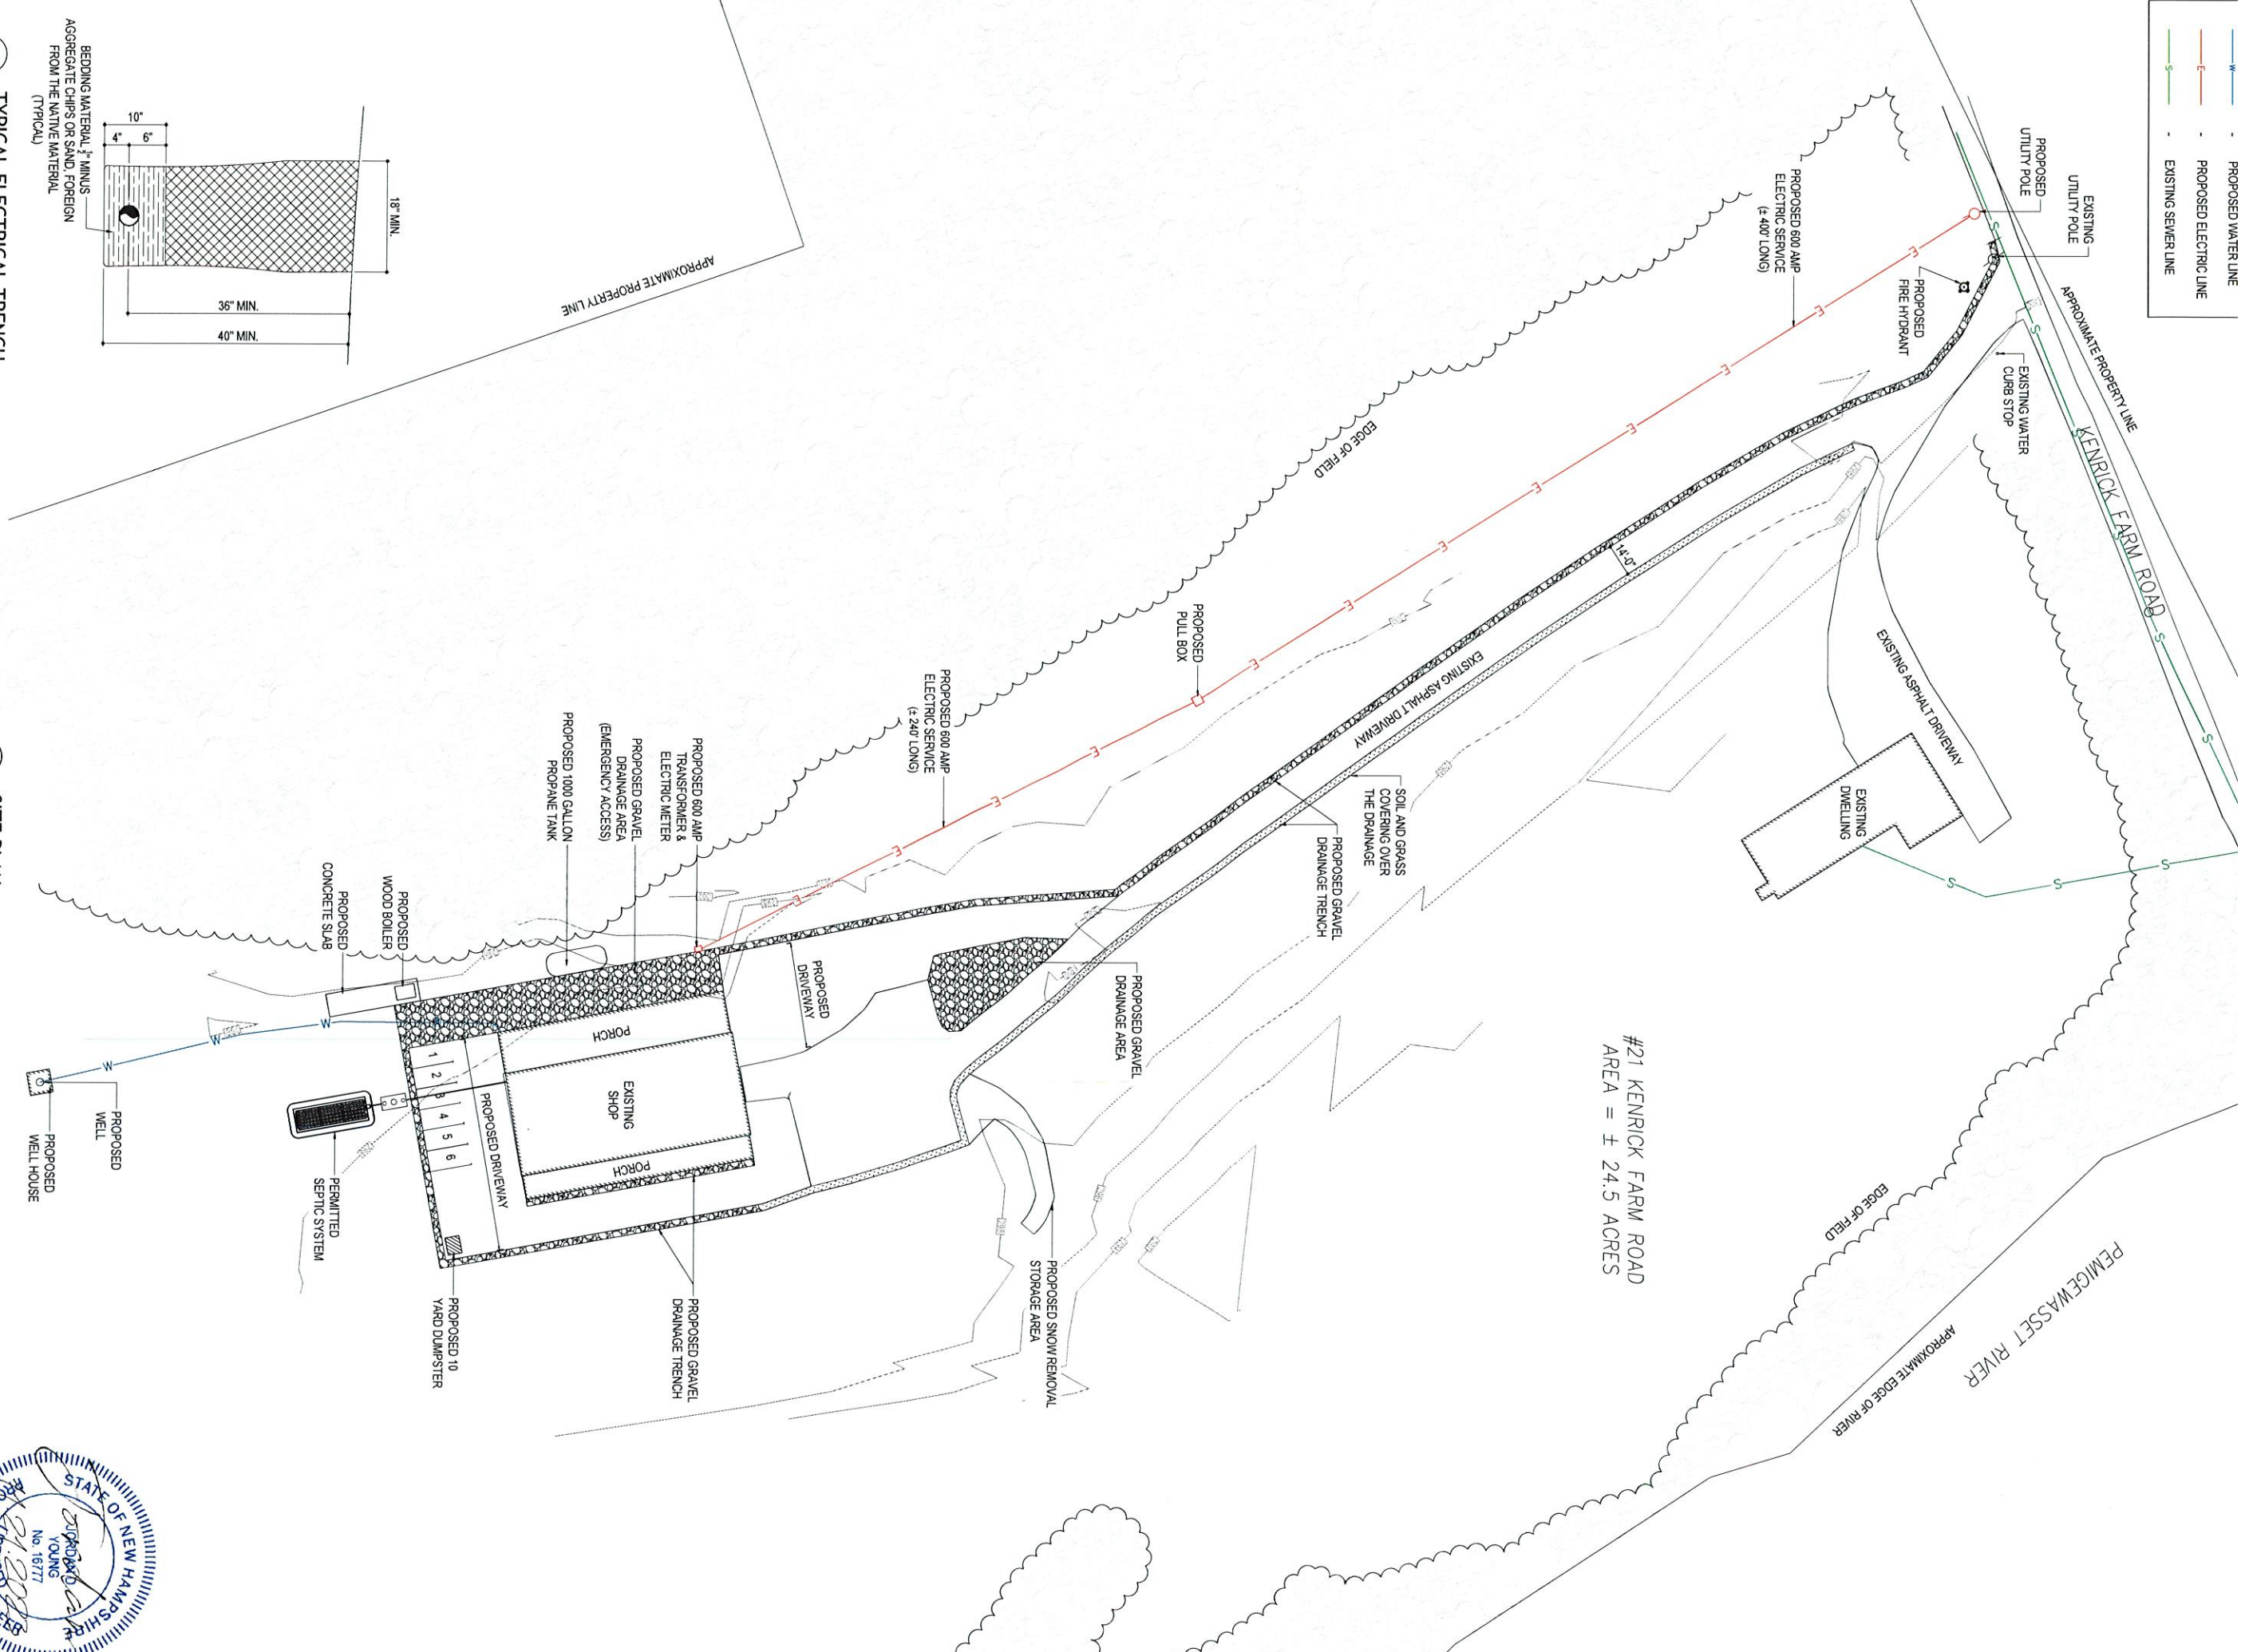 W - PROPOSED WATER LINE
E - PROPOSED ELECTRIC LINE
S - EXISTING SEWER LINE
PROPOSED
UTILITY POLE
EXISTING
UTILITY POLE
APPROXIMATE PROPERTY LINE
KENRICK FARM ROAD
PROPOSED 600 AMP
ELECTRIC SERVICE
(± 400' LONG)
PROPOSED
FIRE HYDRANT
EXISTING WATER
CURB STOP
EDGE OF FIELD
14'-0"
EXISTING ASPHALT DRIVEWAY
EXISTING ASPHALT DRIVEWAY
EXISTING
DWELLING
PROPOSED
PULL BOX
SOIL AND GRASS
COVERING OVER
THE DRAINAGE
PROPOSED GRAVEL
DRAINAGE TRENCH
PROPOSED 600 AMP
ELECTRIC SERVICE
(± 240' LONG)
PROPOSED 600 AMP
TRANSFORMER &
ELECTRIC METER
PROPOSED GRAVEL
DRAINAGE AREA
(EMERGENCY ACCESS)
PROPOSED 1000 GALLON
PROPANE TANK
PROPOSED
WOOD BOILER
PROPOSED
CONCRETE SLAB
PROPOSED
DRIVEWAY
PROPOSED GRAVEL
DRAINAGE AREA
PORCH
EXISTING
SHOP
PORCH
PROPOSED DRIVEWAY
1
2
3
4
5
6
PROPOSED
WELL
PROPOSED
WELL HOUSE
PERMITTED
SEPTIC SYSTEM
PROPOSED 10
YARD DUMPSTER
PROPOSED GRAVEL
DRAINAGE TRENCH
PROPOSED SNOW REMOVAL
STORAGE AREA
#21 KENRICK FARM ROAD
AREA = ± 24.5 ACRES
EDGE OF FIELD
PEMIGEWASSET RIVER
APPROXIMATE EDGE OF RIVER
APPROXIMATE PROPERTY LINE
18" MIN.
10"
4"
6"
36" MIN.
40" MIN.
BEDDING MATERIAL ½" MINUS
AGGREGATE CHIPS OR SAND, FOREIGN
FROM THE NATIVE MATERIAL
(TYPICAL)
TYPICAL ELECTRICAL TRENCH
STATE OF NEW HAMPSHIRE
YOUNG
No. 16777